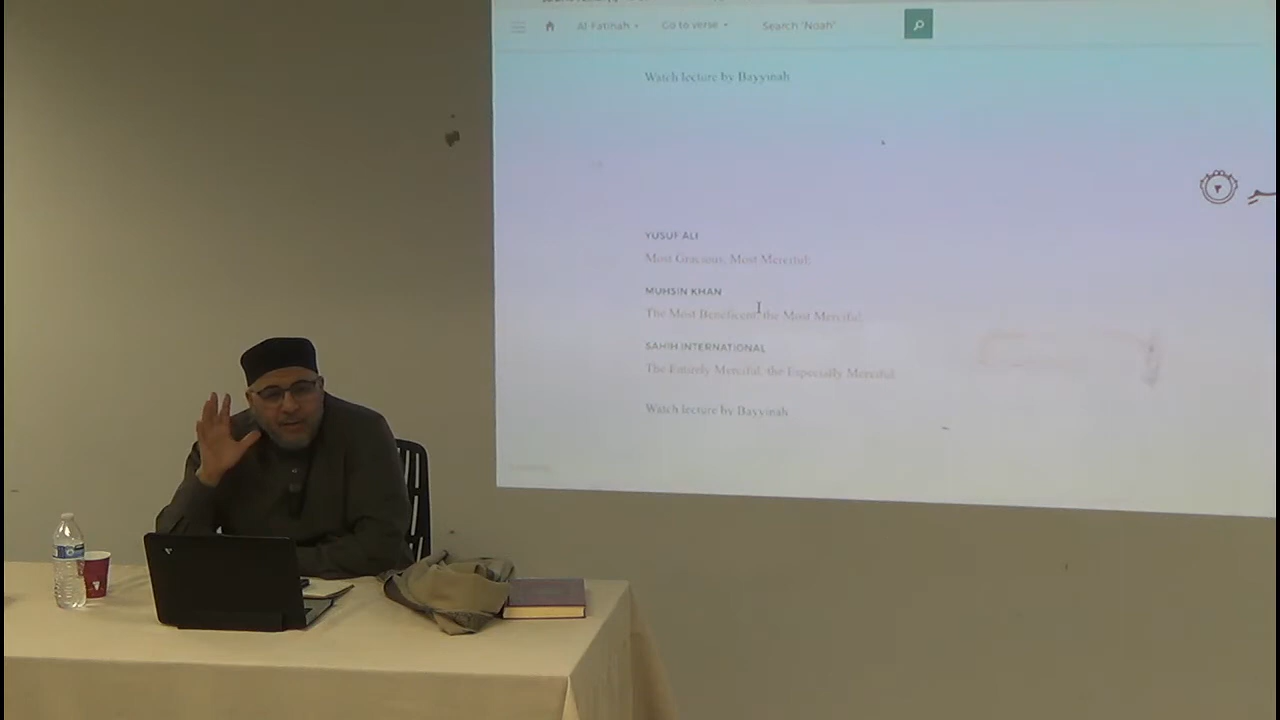 Al Fatihah
Go to verse
Search "Noah"
Watch lecture by Bayyinah
٣
YUSUF ALI
Most Gracious, Most Merciful;
MUHSIN KHAN
The Most Beneficent, the Most Merciful.
SAHIH INTERNATIONAL
The Entirely Merciful, the Especially Merciful.
Watch lecture by Bayyinah